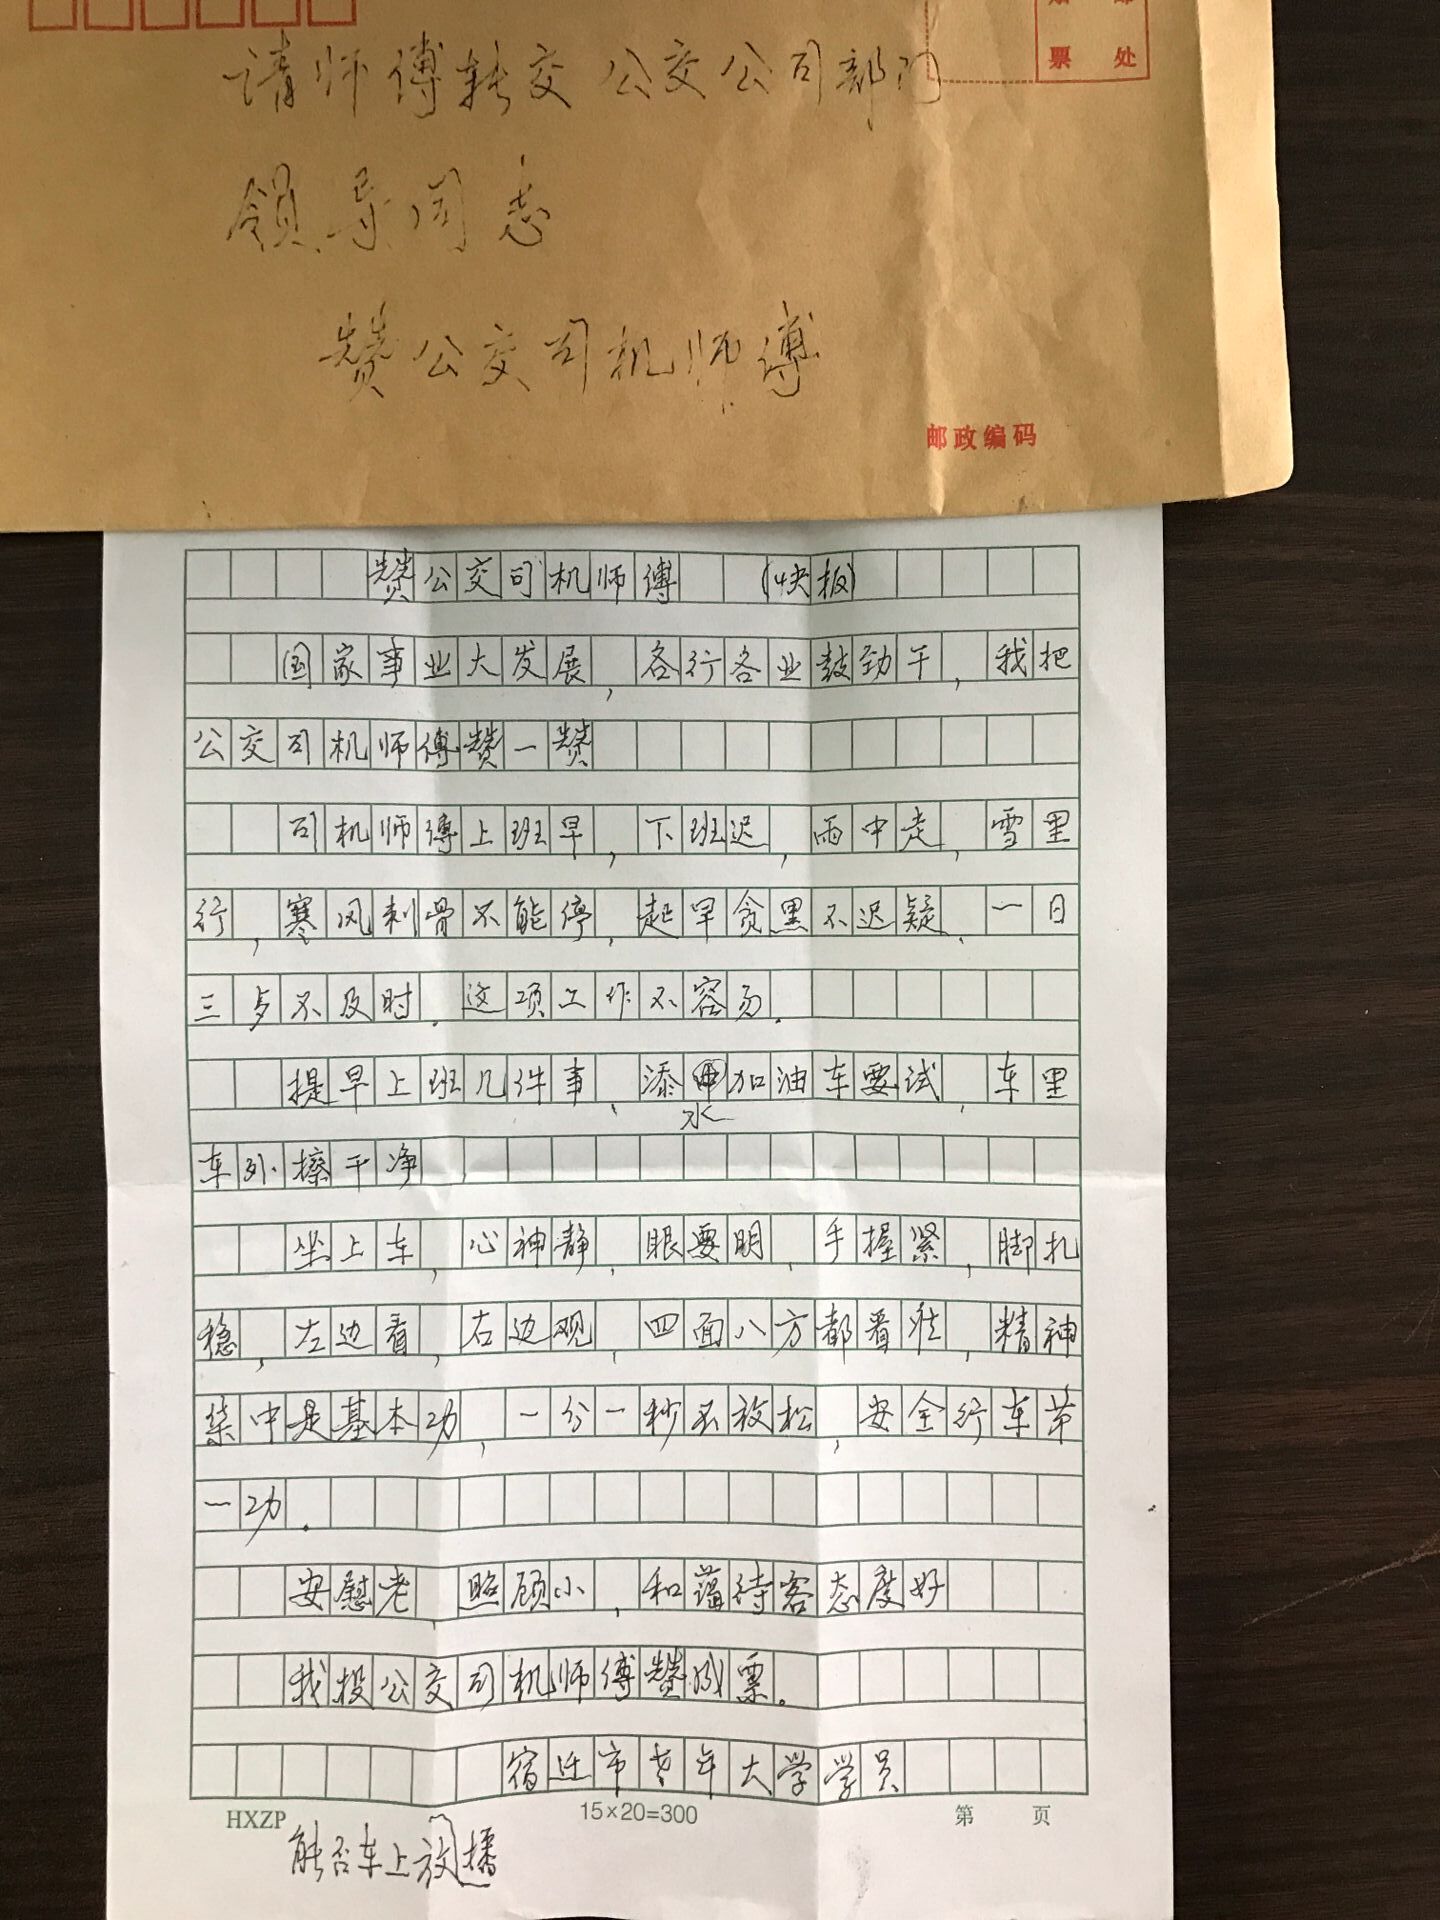 票 处
请师傅转交公交公司部门
领导同志
赞公交司机师傅
邮政编码
赞公交司机师傅 (快板)
国家事业大发展,各行各业鼓劲干,我把
公交司机师傅赞一赞
司机师傅上班早,下班迟,雨中走,雪里
行,寒风刺骨不能停,起早贪黑不迟疑、一日
三歺不及时.这项工作不容易.
提早上班几件事、添加油车要试,车里
水
车外擦干净
坐上车,心神静,眼要明,手握紧,脚扎
稳,左边看,右边观,四面八方都看准,精神
集中是基本功,一分一秒不放松,安全行车第
一功.
安慰老,照顾小,和蔼待客态度好
我投公交司机师傅赞成票.
宿迁市老年大学学员
HXZP 15×20=300 第 页
能否车上放播